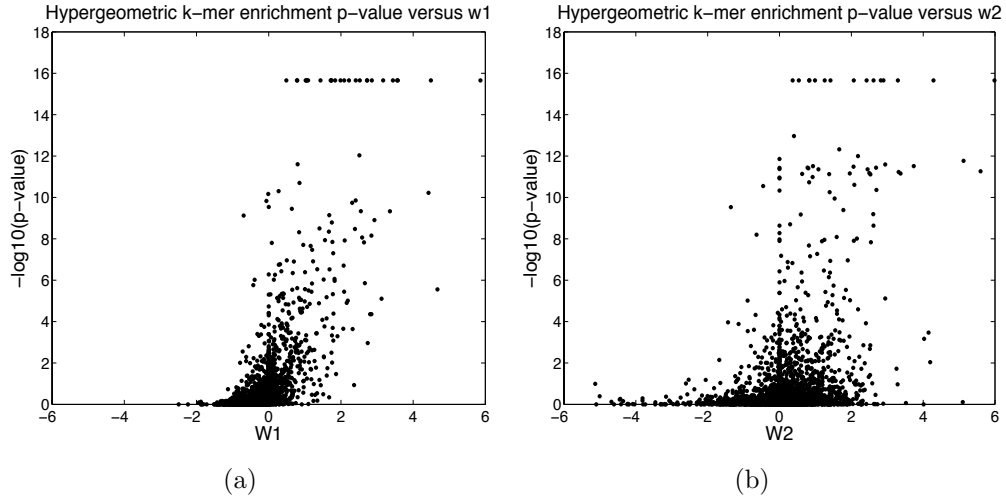 Hypergeometric k−mer enrichment p−value versus w1
18
16
14
12
10
8
6
4
2
0
−log10(p−value)
−6 −4 −2 0 2 4 6
W1
(a)
Hypergeometric k−mer enrichment p−value versus w2
18
16
14
12
10
8
6
4
2
0
−log10(p−value)
−6 −4 −2 0 2 4 6
W2
(b)